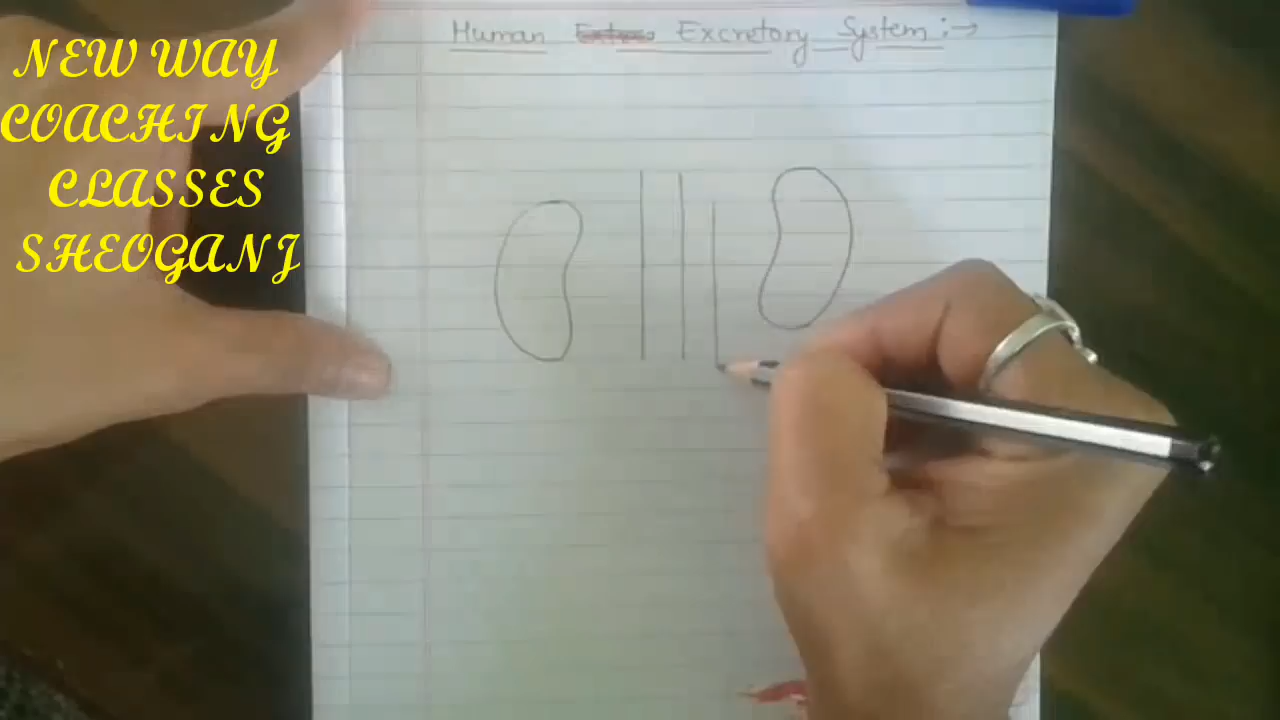 Human Excretory System :→
NEW WAY
COACHING
CLASSES
SHEOGANJ